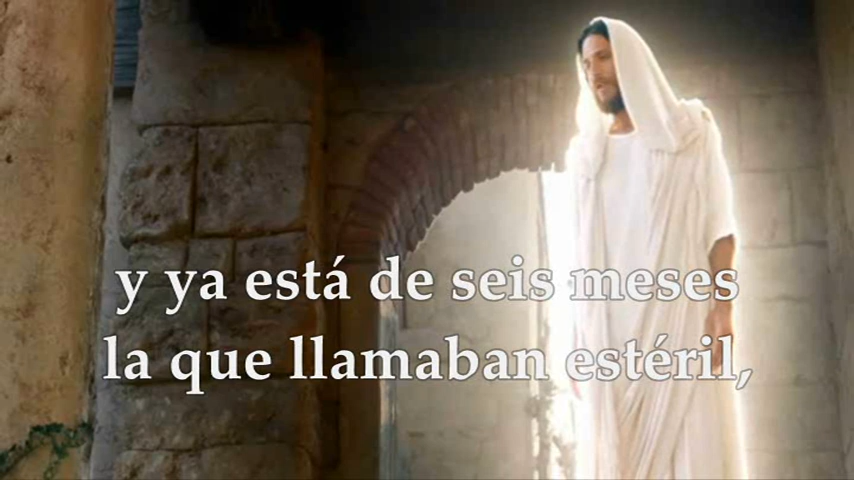 y ya está de seis meses
la que llamaban estéril,